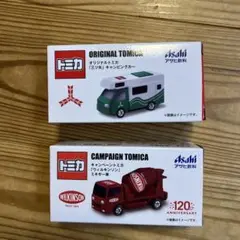 トミカ
ORIGINAL TOMICA
オリジナルトミカ
「三ツ矢」キャンピングカー
Asahi
アサヒ飲料
トミカ
CAMPAIGN TOMICA
キャンペーントミカ
「ウィルキンソン」
ミキサー車
Asahi
アサヒ飲料
WILKINSON
120TH
ANNIVERSARY